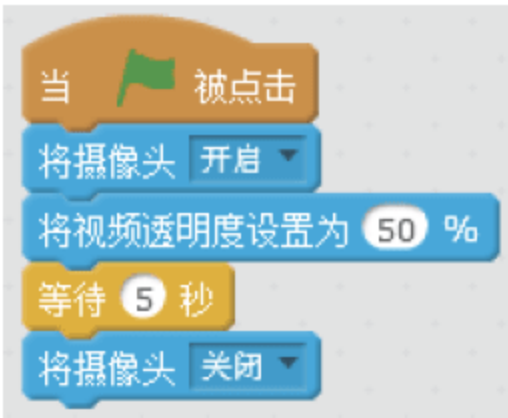 当 被点击
将摄像头 开启
将视频透明度设置为 50 %
等待 5 秒
将摄像头 关闭